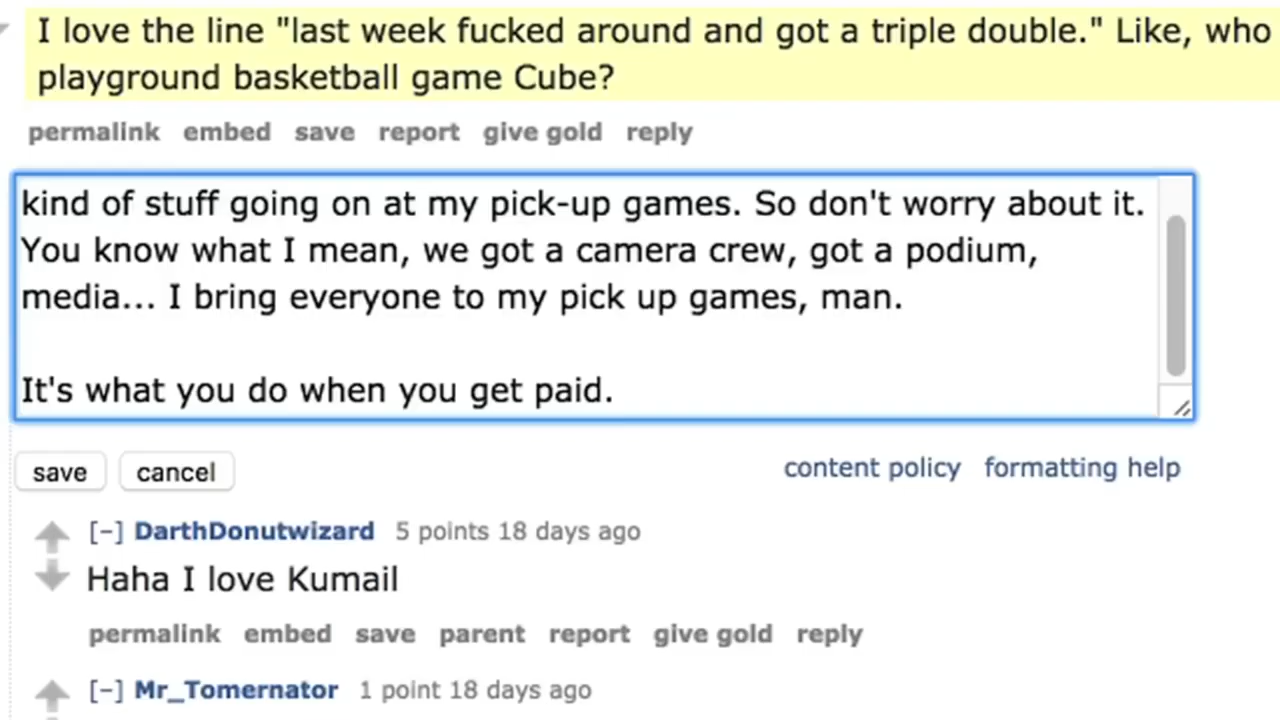 I love the line "last week fucked around and got a triple double." Like, who
playground basketball game Cube?
permalink embed save report give gold reply
kind of stuff going on at my pick-up games. So don't worry about it.
You know what I mean, we got a camera crew, got a podium,
media... I bring everyone to my pick up games, man.
It's what you do when you get paid.
save cancel content policy formatting help
[-] DarthDonutwizard 5 points 18 days ago
Haha I love Kumail
permalink embed save parent report give gold reply
[-] Mr_Tomernator 1 point 18 days ago